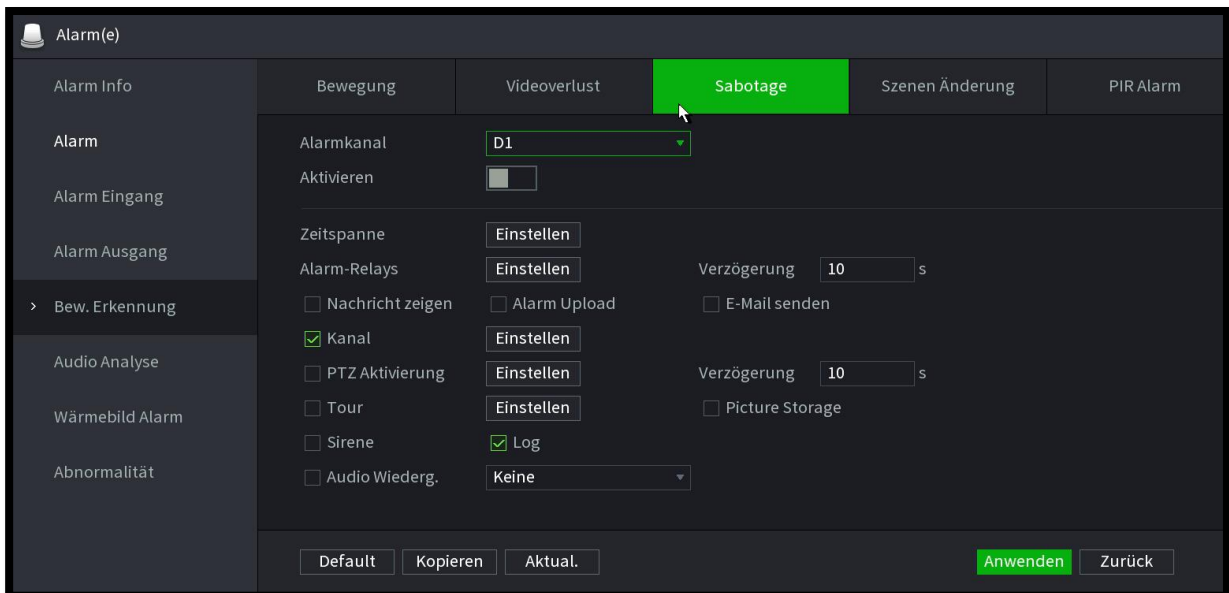 Alarm(e)
Alarm Info
Alarm
Alarm Eingang
Alarm Ausgang
Bew. Erkennung
Audio Analyse
Wärmebild Alarm
Abnormalität
Bewegung Videoverlust Sabotage Szenen Änderung PIR Alarm
Alarmkanal D1
Aktivieren
Zeitspanne Einstellen
Alarm-Relays Einstellen Verzögerung 10 s
Nachricht zeigen Alarm Upload E-Mail senden
Kanal Einstellen
PTZ Aktivierung Einstellen Verzögerung 10 s
Tour Einstellen Picture Storage
Sirene Log
Audio Wiederg. Keine
Default Kopieren Aktual. Anwenden Zurück